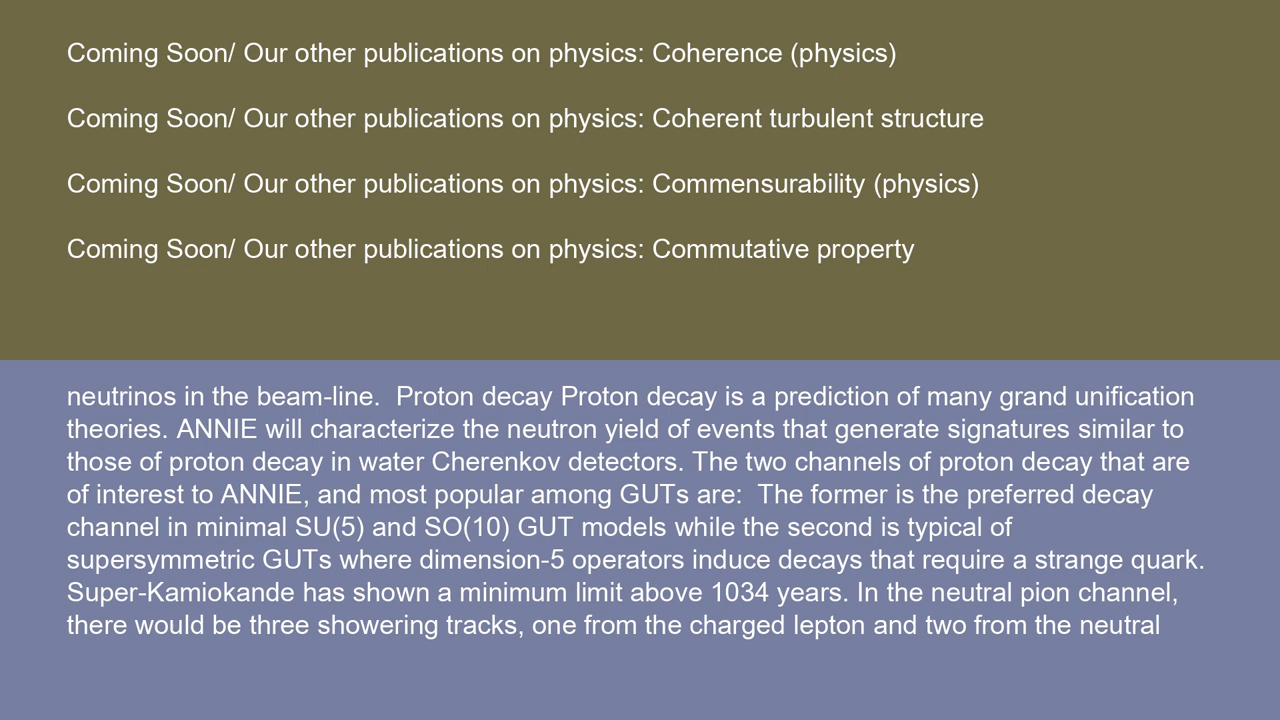 Coming Soon/ Our other publications on physics: Coherence (physics)
Coming Soon/ Our other publications on physics: Coherent turbulent structure
Coming Soon/ Our other publications on physics: Commensurability (physics)
Coming Soon/ Our other publications on physics: Commutative property
neutrinos in the beam-line.  Proton decay Proton decay is a prediction of many grand unification
theories. ANNIE will characterize the neutron yield of events that generate signatures similar to
those of proton decay in water Cherenkov detectors. The two channels of proton decay that are
of interest to ANNIE, and most popular among GUTs are:  The former is the preferred decay
channel in minimal SU(5) and SO(10) GUT models while the second is typical of
supersymmetric GUTs where dimension-5 operators induce decays that require a strange quark.
Super-Kamiokande has shown a minimum limit above 1034 years. In the neutral pion channel,
there would be three showering tracks, one from the charged lepton and two from the neutral